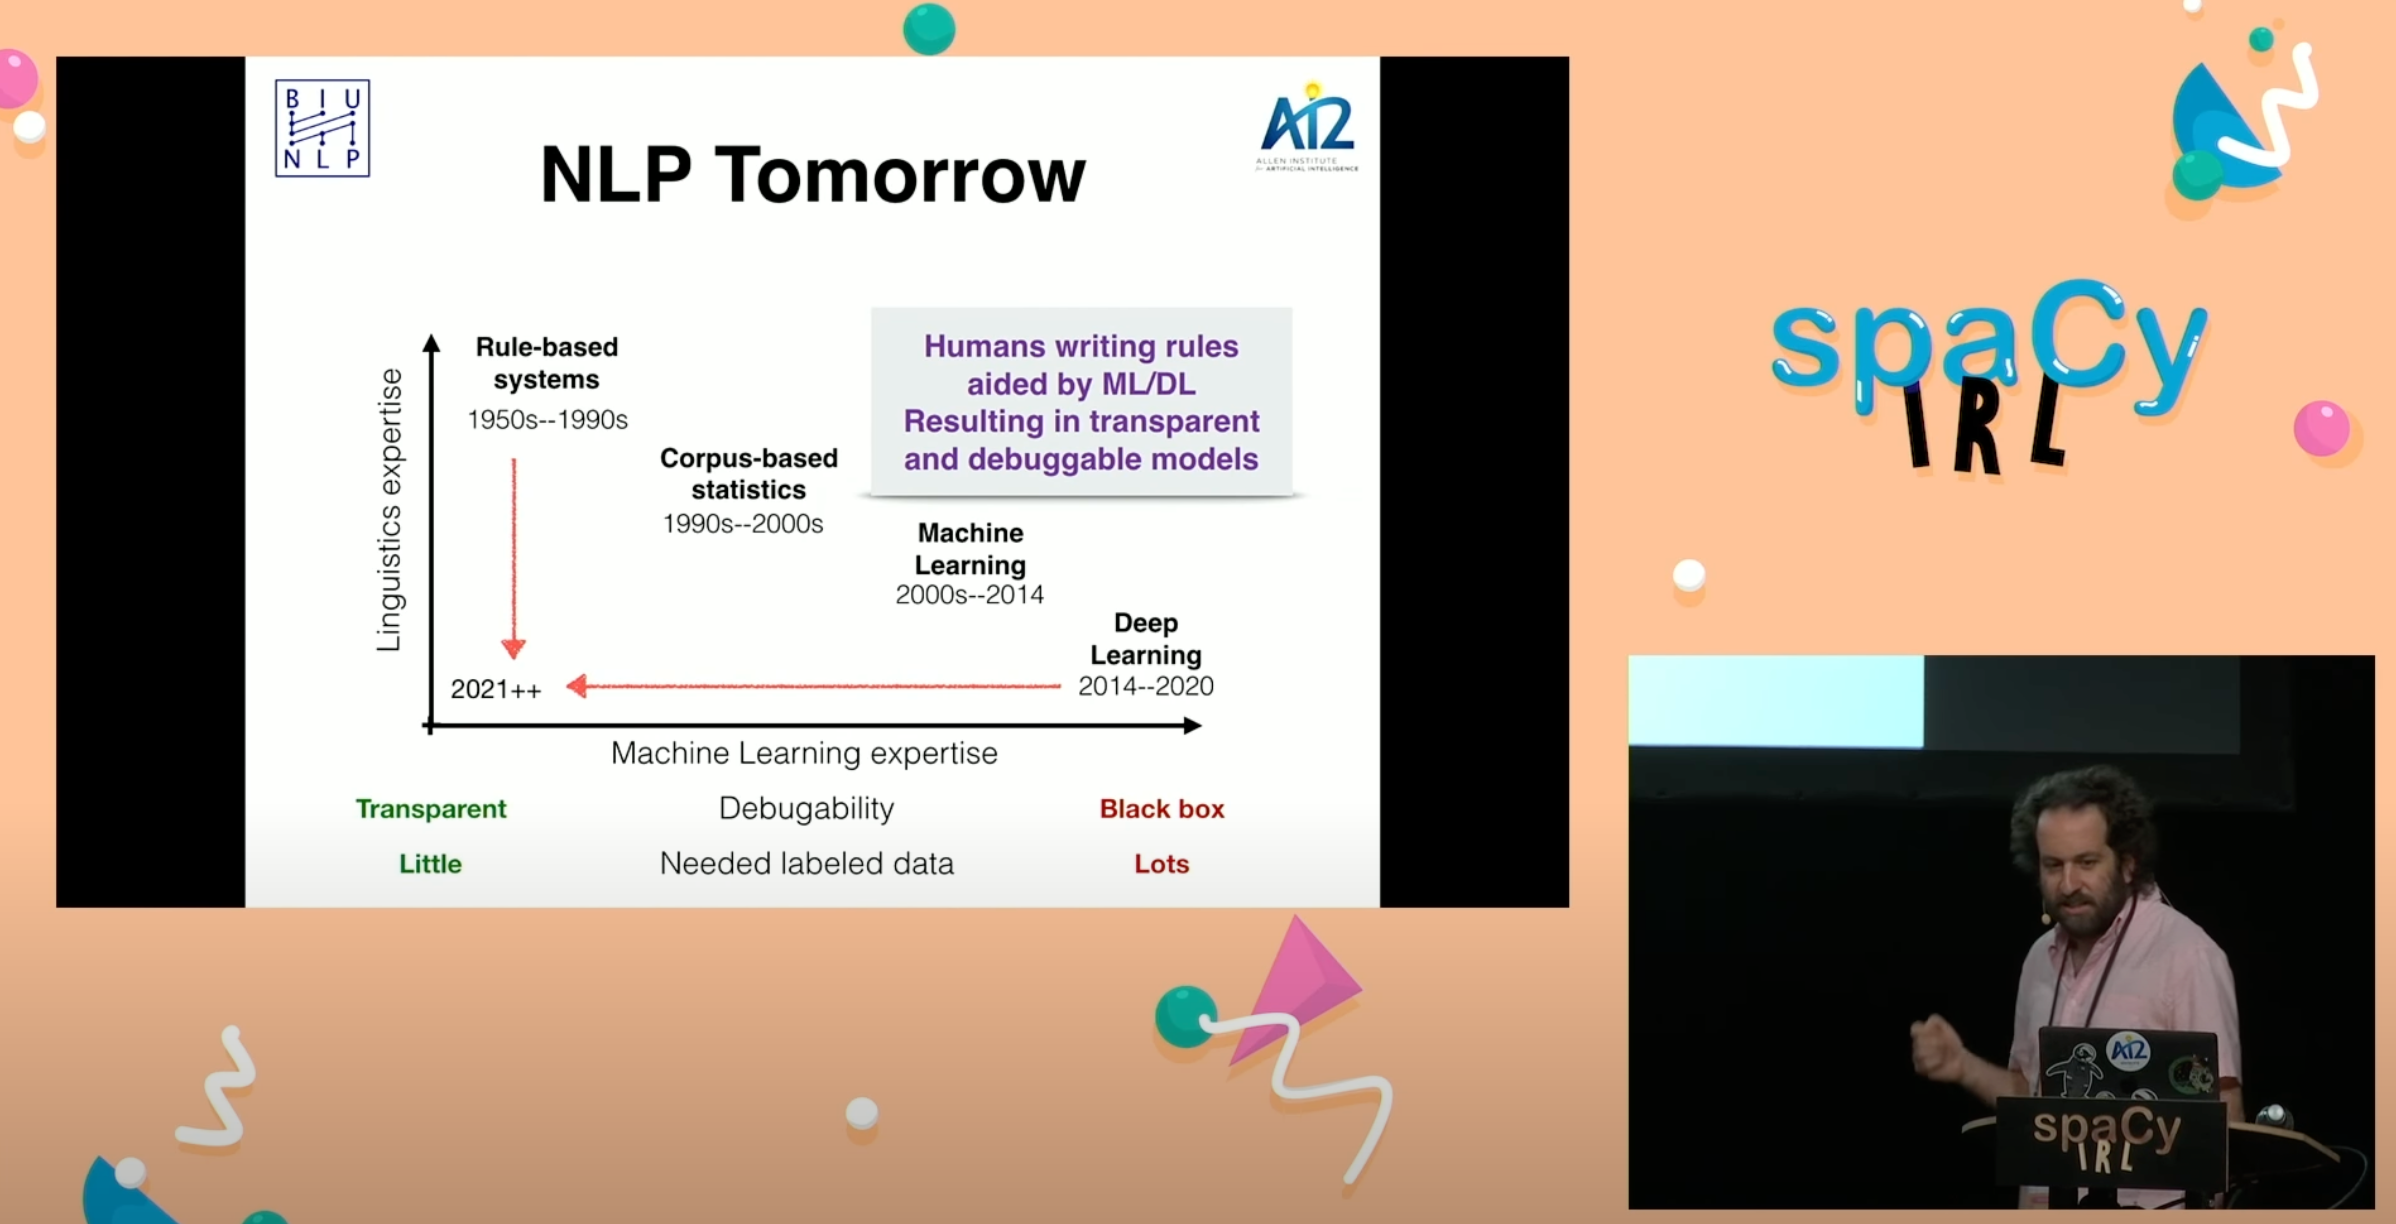 B I U
N L P
AI2
ALLEN INSTITUTE
for ARTIFICIAL INTELLIGENCE
NLP Tomorrow
Linguistics expertise
Rule-based
systems
1950s--1990s
Corpus-based
statistics
1990s--2000s
Humans writing rules
aided by ML/DL
Resulting in transparent
and debuggable models
Machine
Learning
2000s--2014
Deep
Learning
2014--2020
2021++
Machine Learning expertise
Transparent Debugability Black box
Little Needed labeled data Lots
spaCy
IRL
AI2
spaCy
IRL